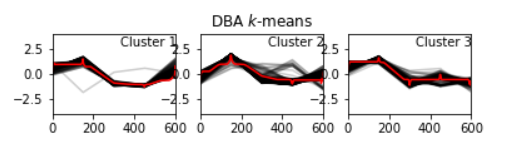 DBA k-means
Cluster 1 Cluster 2 Cluster 3
2.5 2.5 2.5
0.0 0.0 0.0
−2.5 −2.5 −2.5
0 200 400 600 0 200 400 600 0 200 400 600